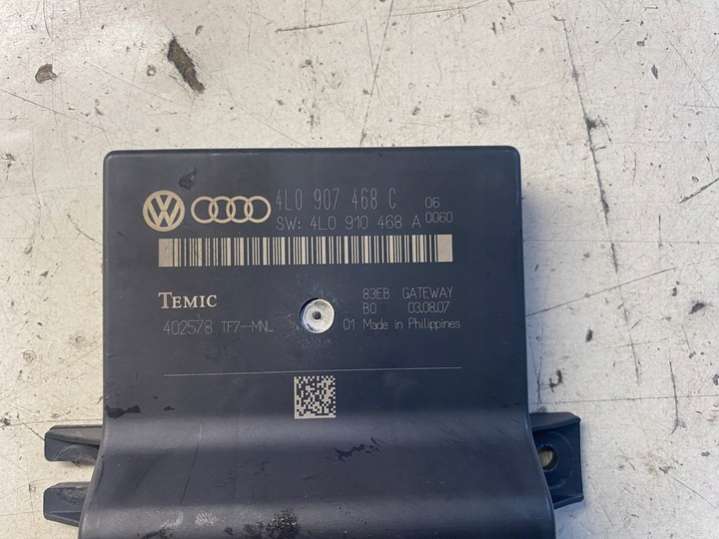 4L0 907 468 C 06
SW: 4L0 910 468 A 0060
TEMIC 83EB GATEWAY
B0 03.08.07
402578 TF7--MNL 01 Made in Philippines